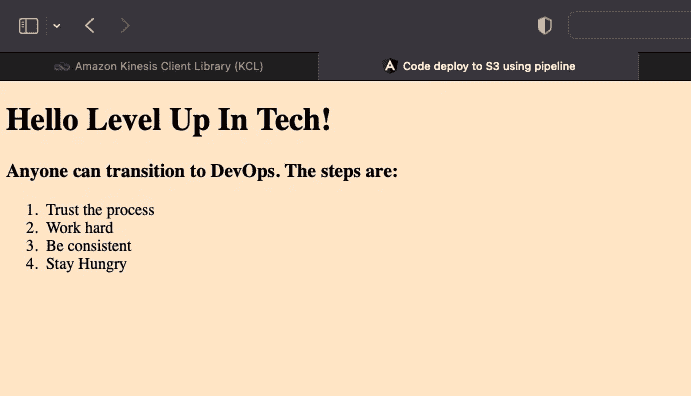 Amazon Kinesis Client Library (KCL)
Code deploy to S3 using pipeline
Hello Level Up In Tech!
Anyone can transition to DevOps. The steps are:
1. Trust the process
2. Work hard
3. Be consistent
4. Stay Hungry